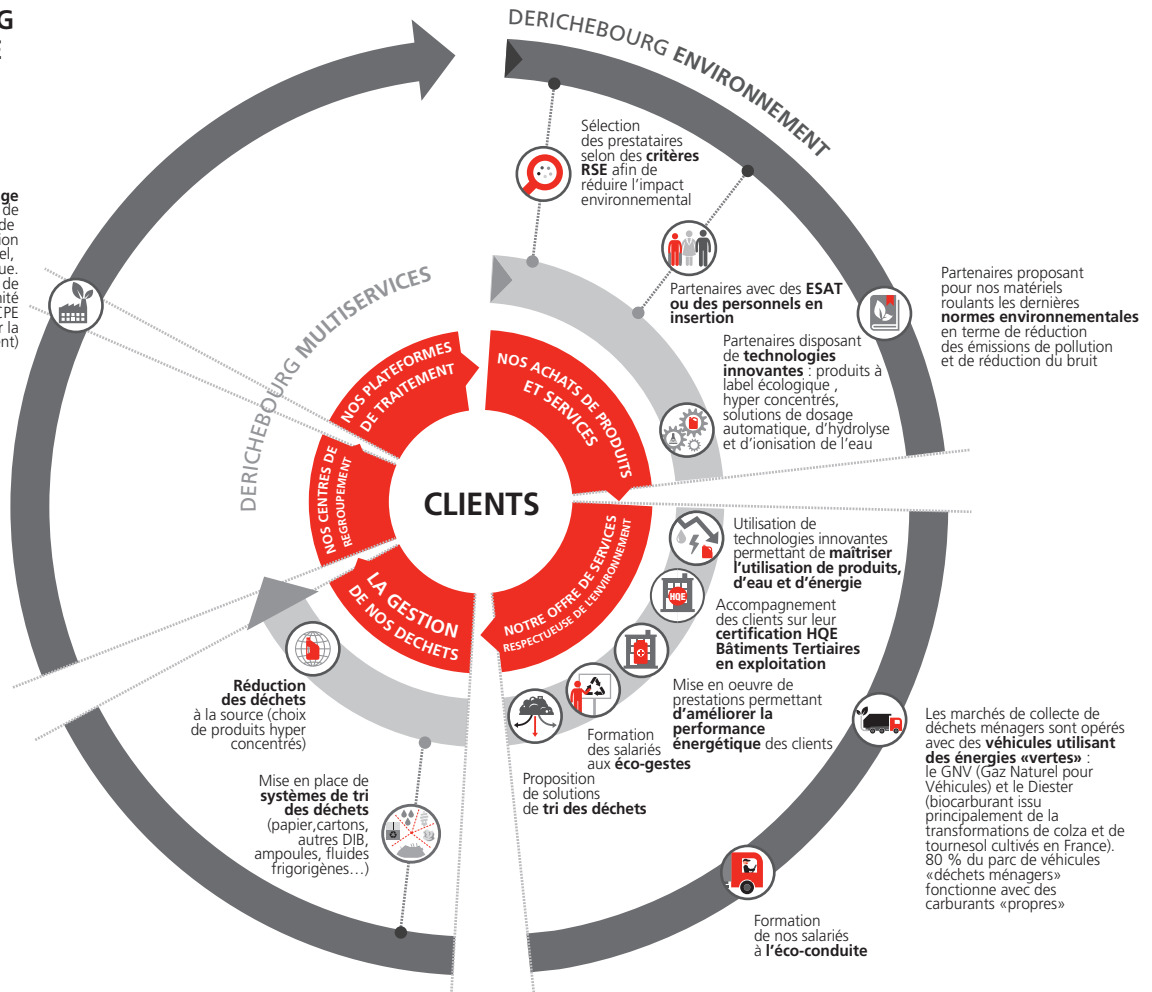 G
DERICHEBOURG ENVIRONNEMENT
Sélection
des prestataires
selon des critères
RSE afin de
réduire l'impact
environnemental
de
de
el,
ue.
de
r la
nt)
Partenaires avec des ESAT
ou des personnels en
insertion
Partenaires proposant
pour nos matériels
roulants les dernières
normes environnementales
en terme de réduction
des émissions de pollution
et de réduction du bruit
Partenaires disposant
de technologies
innovantes : produits à
label écologique ,
hyper concentrés,
solutions de dosage
automatique, d'hydrolyse
et d'ionisation de l'eau
DERICHEBOURG MULTISERVICES
NOS PLATEFORMES
DE TRAITEMENT
NOS ACHATS DE PRODUITS
ET SERVICES
NOS CENTRES DE
REGROUPEMENT
CLIENTS
LA GESTION
DE NOS DECHETS
NOTRE OFFRE DE SERVICES
RESPECTUEUSE DE L'ENVIRONNEMENT
Utilisation de
technologies innovantes
permettant de maîtriser
l'utilisation de produits,
d'eau et d'énergie
HQE
Accompagnement
des clients sur leur
certification HQE
Bâtiments Tertiaires
en exploitation
Mise en oeuvre de
prestations permettant
d'améliorer la
performance
énergétique des clients
Formation
des salariés
aux éco-gestes
Proposition
de solutions
de tri des déchets
Réduction
des déchets
à la source (choix
de produits hyper
concentrés)
Mise en place de
systèmes de tri
des déchets
(papier,cartons,
autres DIB,
ampoules, fluides
frigorigènes...)
Les marchés de collecte de
déchets ménagers sont opérés
avec des véhicules utilisant
des énergies «vertes» :
le GNV (Gaz Naturel pour
Véhicules) et le Diester
(biocarburant issu
principalement de la
transformations de colza et de
tournesol cultivés en France).
80 % du parc de véhicules
«déchets ménagers»
fonctionne avec des
carburants «propres»
Formation
de nos salariés
à l'éco-conduite